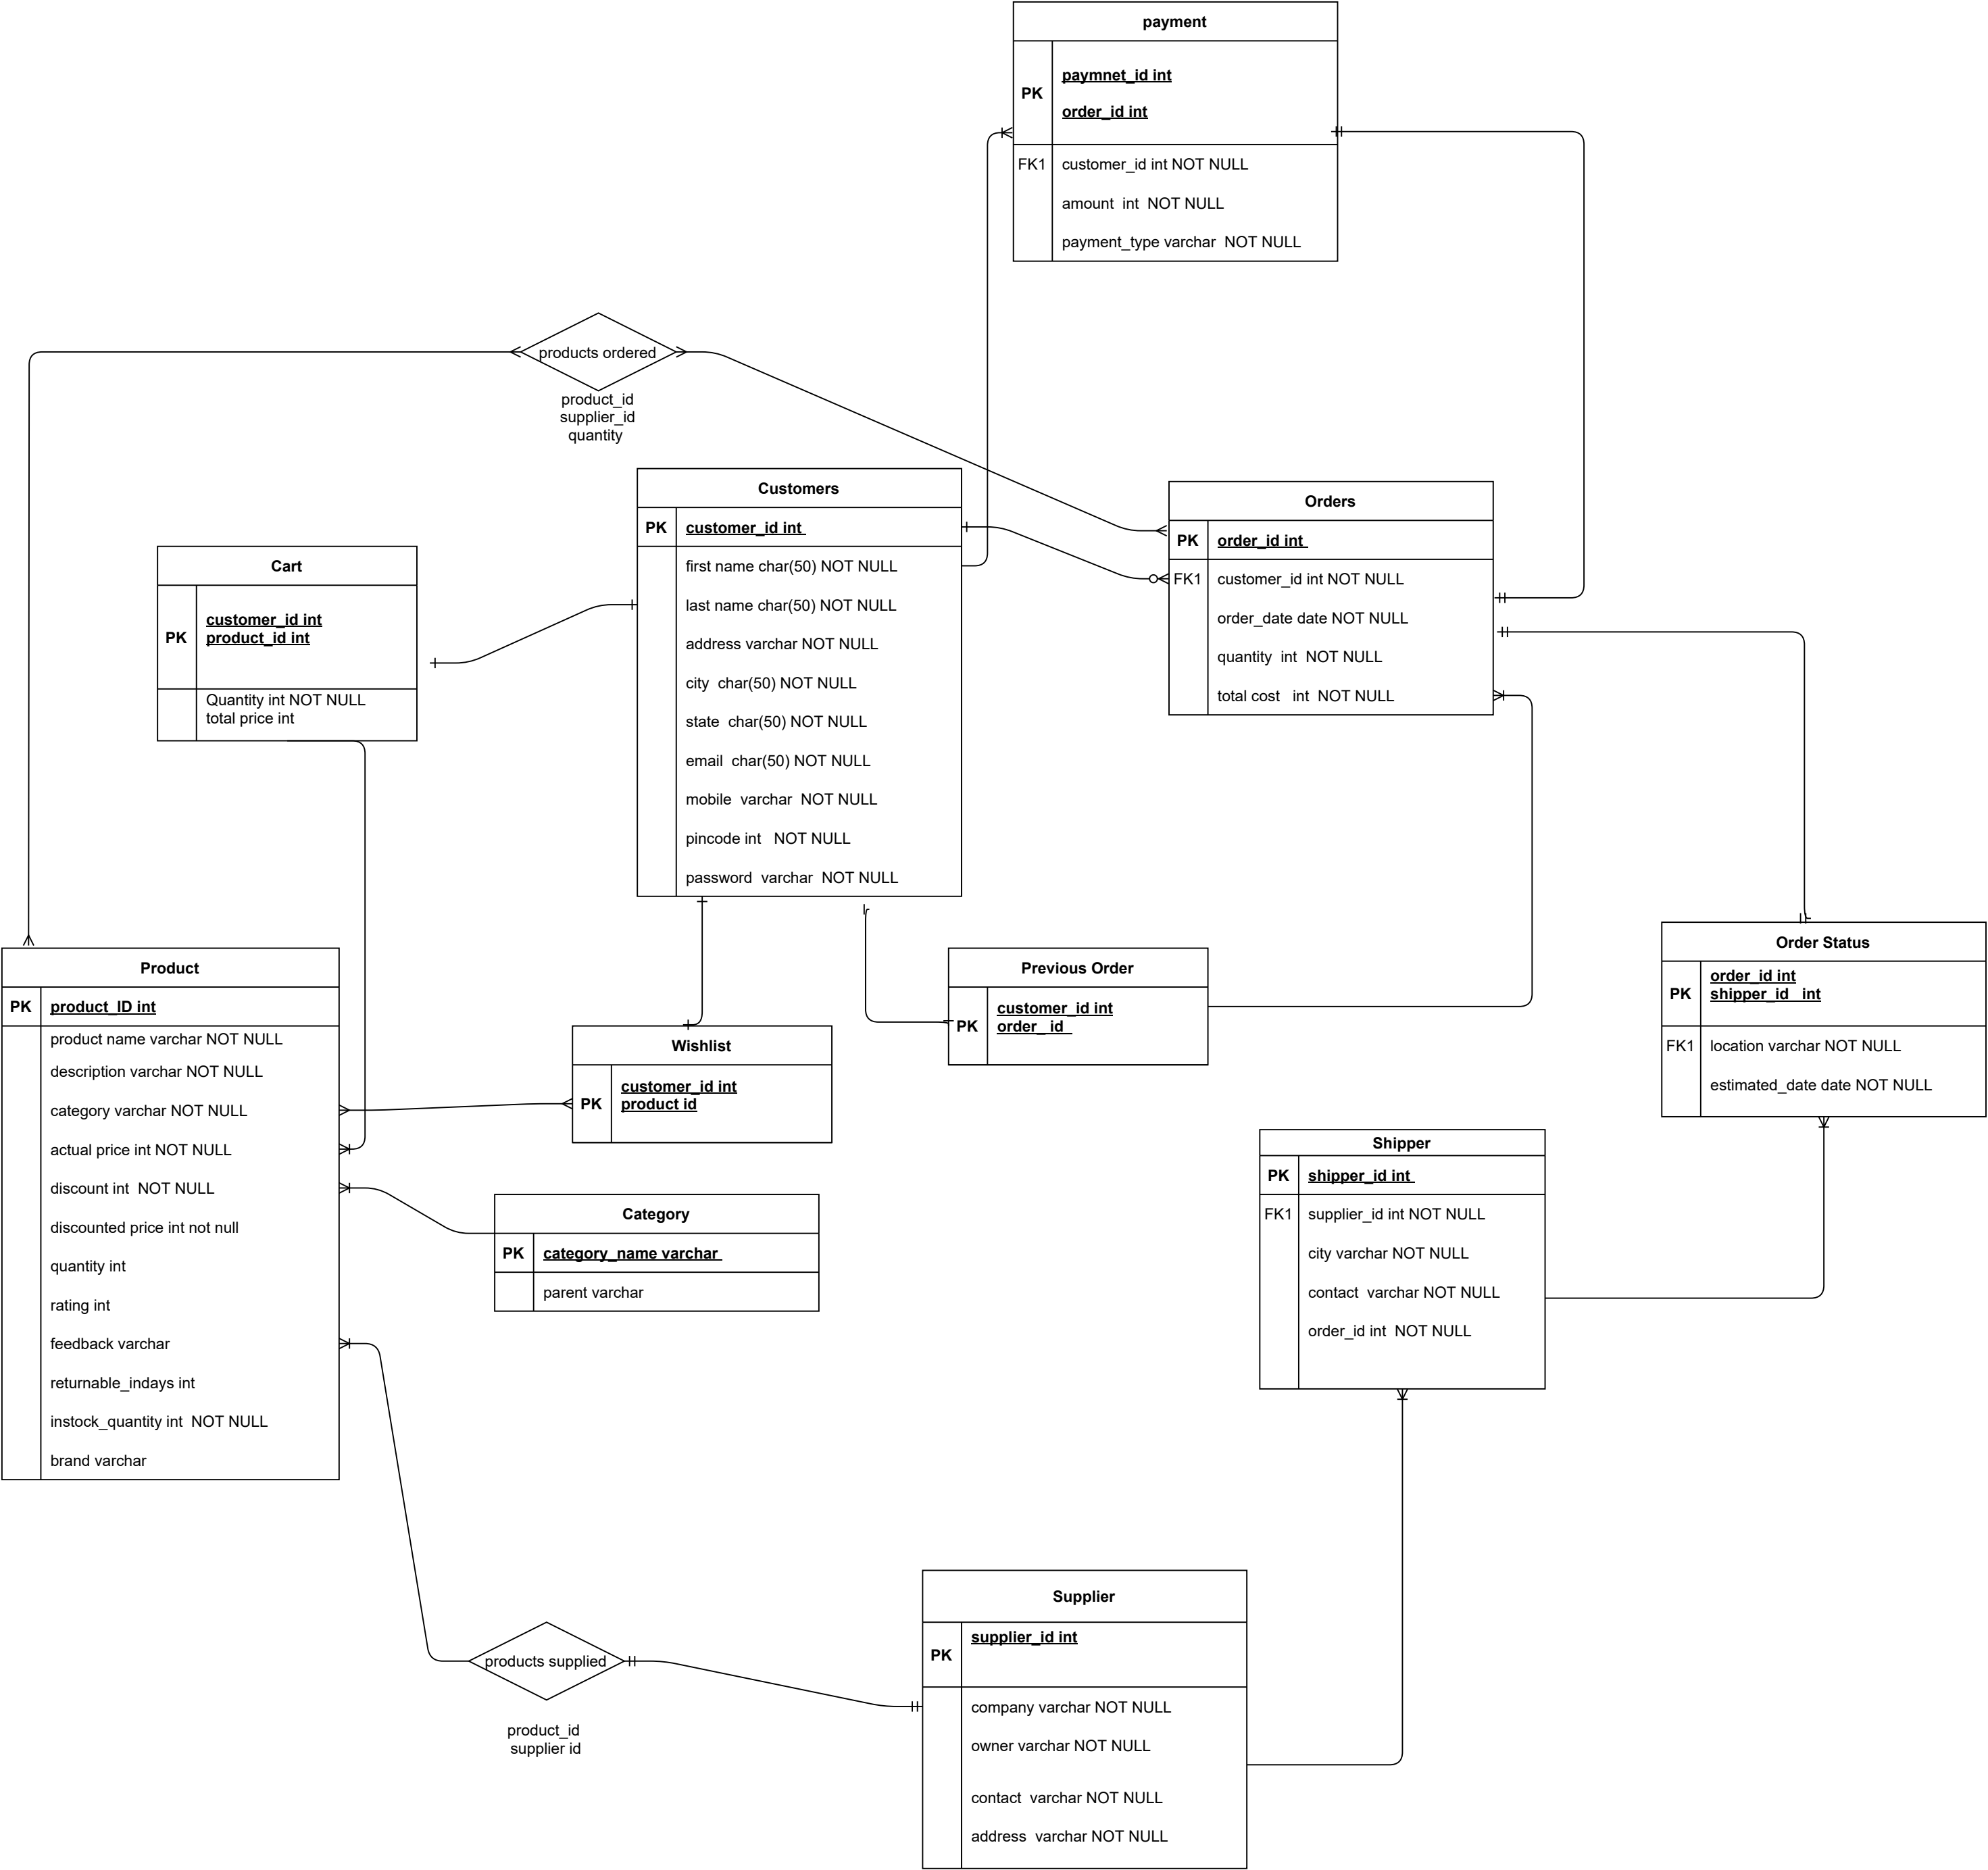 payment
PK
paymnet_id int
order_id int
FK1
customer_id int NOT NULL
amount  int  NOT NULL
payment_type varchar  NOT NULL
products ordered
product_id
supplier_id
quantity
Customers
PK
customer_id int
first name char(50) NOT NULL
last name char(50) NOT NULL
address varchar NOT NULL
city  char(50) NOT NULL
state  char(50) NOT NULL
email  char(50) NOT NULL
mobile  varchar  NOT NULL
pincode int   NOT NULL
password  varchar  NOT NULL
Orders
PK
order_id int
FK1
customer_id int NOT NULL
order_date date NOT NULL
quantity  int  NOT NULL
total cost   int  NOT NULL
Cart
PK
customer_id int
product_id int
Quantity int NOT NULL
total price int
Product
PK
product_ID int
product name varchar NOT NULL
description varchar NOT NULL
category varchar NOT NULL
actual price int NOT NULL
discount int  NOT NULL
discounted price int not null
quantity int
rating int
feedback varchar
returnable_indays int
instock_quantity int  NOT NULL
brand varchar
Wishlist
PK
customer_id int
product id
Previous Order
PK
customer_id int
order_ id
Order Status
PK
order_id int
shipper_id   int
FK1
location varchar NOT NULL
estimated_date date NOT NULL
Category
PK
category_name varchar
parent varchar
Shipper
PK
shipper_id int
FK1
supplier_id int NOT NULL
city varchar NOT NULL
contact  varchar NOT NULL
order_id int  NOT NULL
products supplied
product_id
supplier id
Supplier
PK
supplier_id int
company varchar NOT NULL
owner varchar NOT NULL
contact  varchar NOT NULL
address  varchar NOT NULL